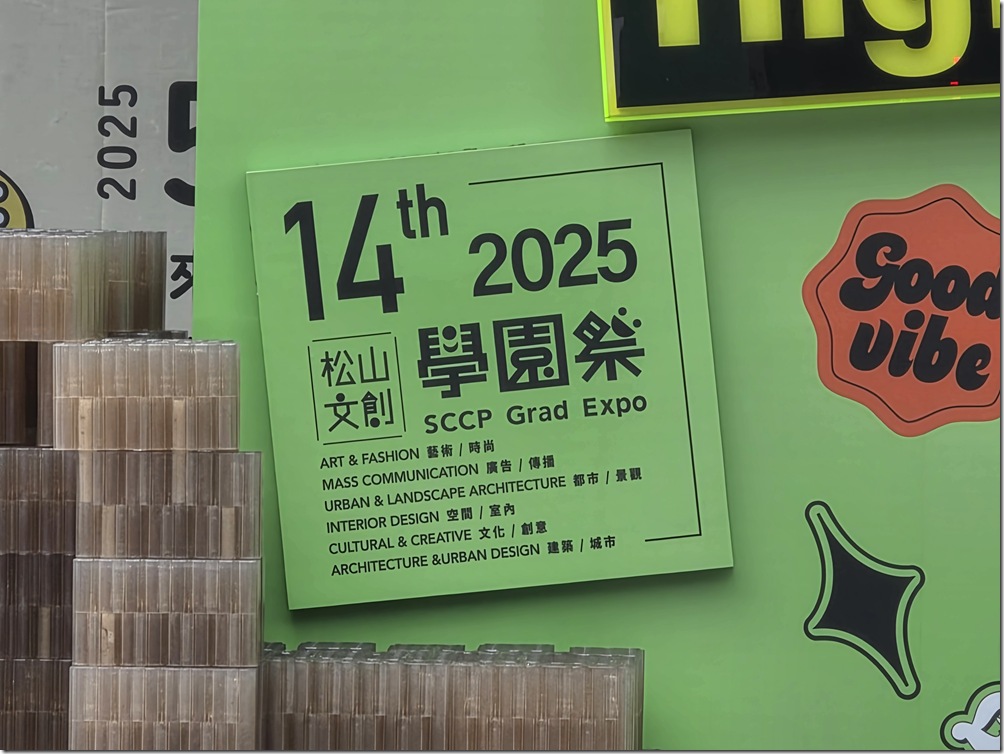 2025
14th
2025
松山
文創
學園祭
SCCP Grad Expo
ART & FASHION 藝術 / 時尚
MASS COMMUNICATION 廣告 / 傳播
URBAN & LANDSCAPE ARCHITECTURE 都市 / 景觀
INTERIOR DESIGN 空間 / 室內
CULTURAL & CREATIVE 文化 / 創意
ARCHITECTURE &URBAN DESIGN 建築 / 城市
Good
vibe